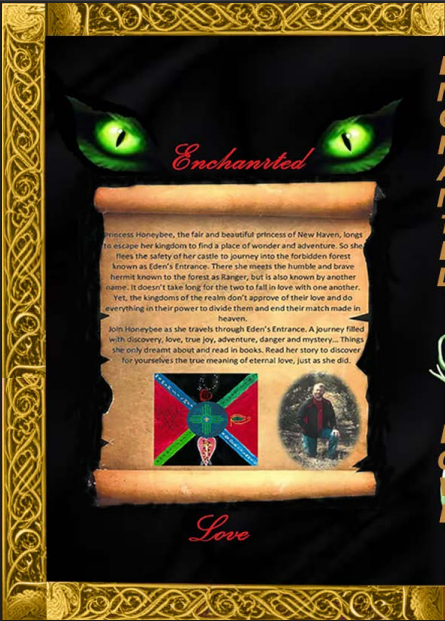 Enchanrted
Princess Honeybee, the fair and beautiful princess of New Haven, longs
to escape her kingdom to find a place of wonder and adventure. So she
flees the safety of her castle to journey into the forbidden forest
known as Eden's Entrance. There she meets the humble and brave
hermit known to the forest as Ranger, but is also known by another
name. It doesn't take long for the two to fall in love with one another.
Yet, the kingdoms of the realm don't approve of their love and do
everything in their power to divide them and end their match made in
heaven.
Join Honeybee as she travels through Eden's Entrance. A journey filled
with discovery, love, true joy, adventure, danger and mystery... Things
she only dreamt about and read in books. Read her story to discover
for yourselves the true meaning of eternal love, just as she did.
Love